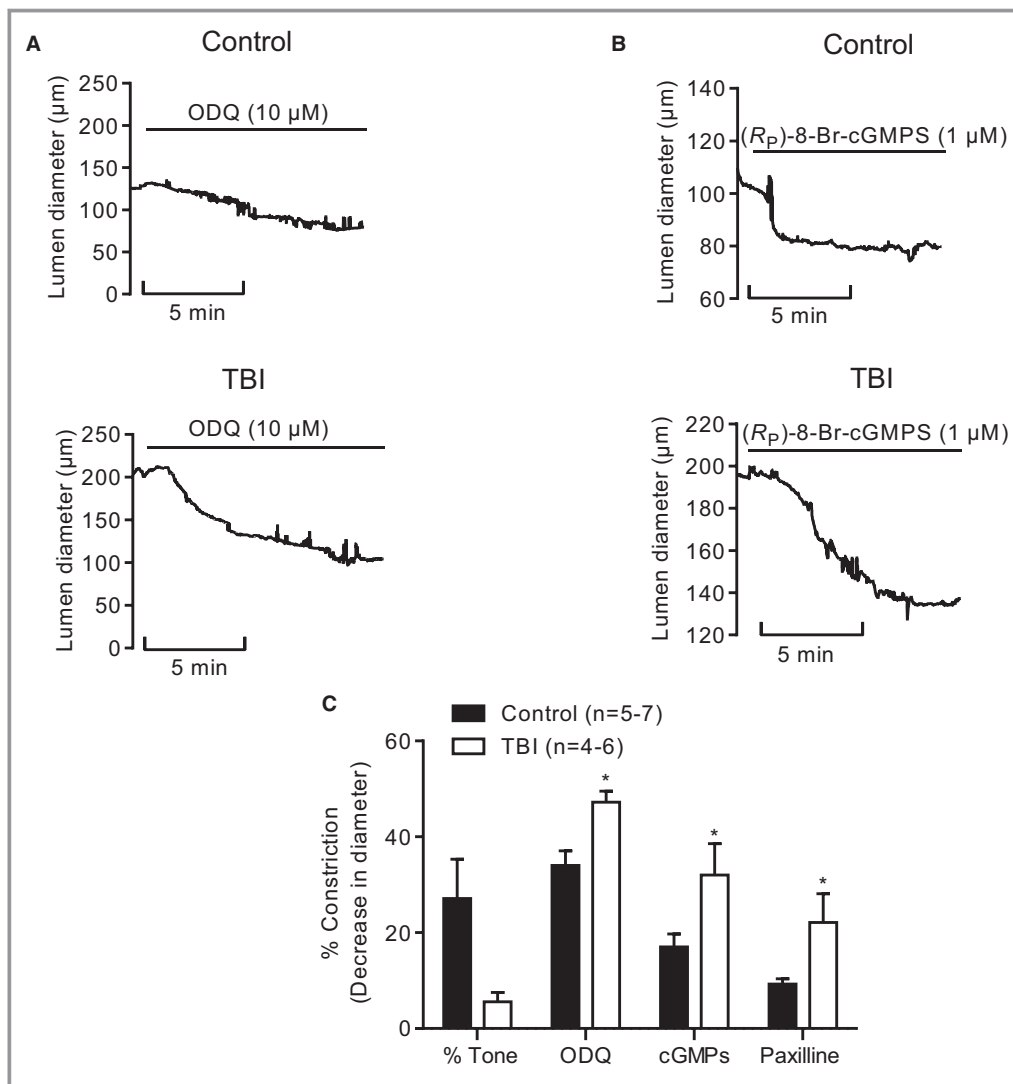 A
Control
250
200
150
100
50
0
Lumen diameter (µm)
ODQ (10 µM)
5 min
TBI
250
200
150
100
50
0
Lumen diameter (µm)
ODQ (10 µM)
5 min
B
Control
140
120
100
80
60
Lumen diameter (µm)
(RP)-8-Br-cGMPS (1 µM)
5 min
TBI
220
200
180
160
140
120
Lumen diameter (µm)
(RP)-8-Br-cGMPS (1 µM)
5 min
C
Control (n=5-7)
TBI (n=4-6)
60
40
20
0
% Constriction
(Decrease in diameter)
*
*
*
% Tone
ODQ
cGMPs
Paxilline